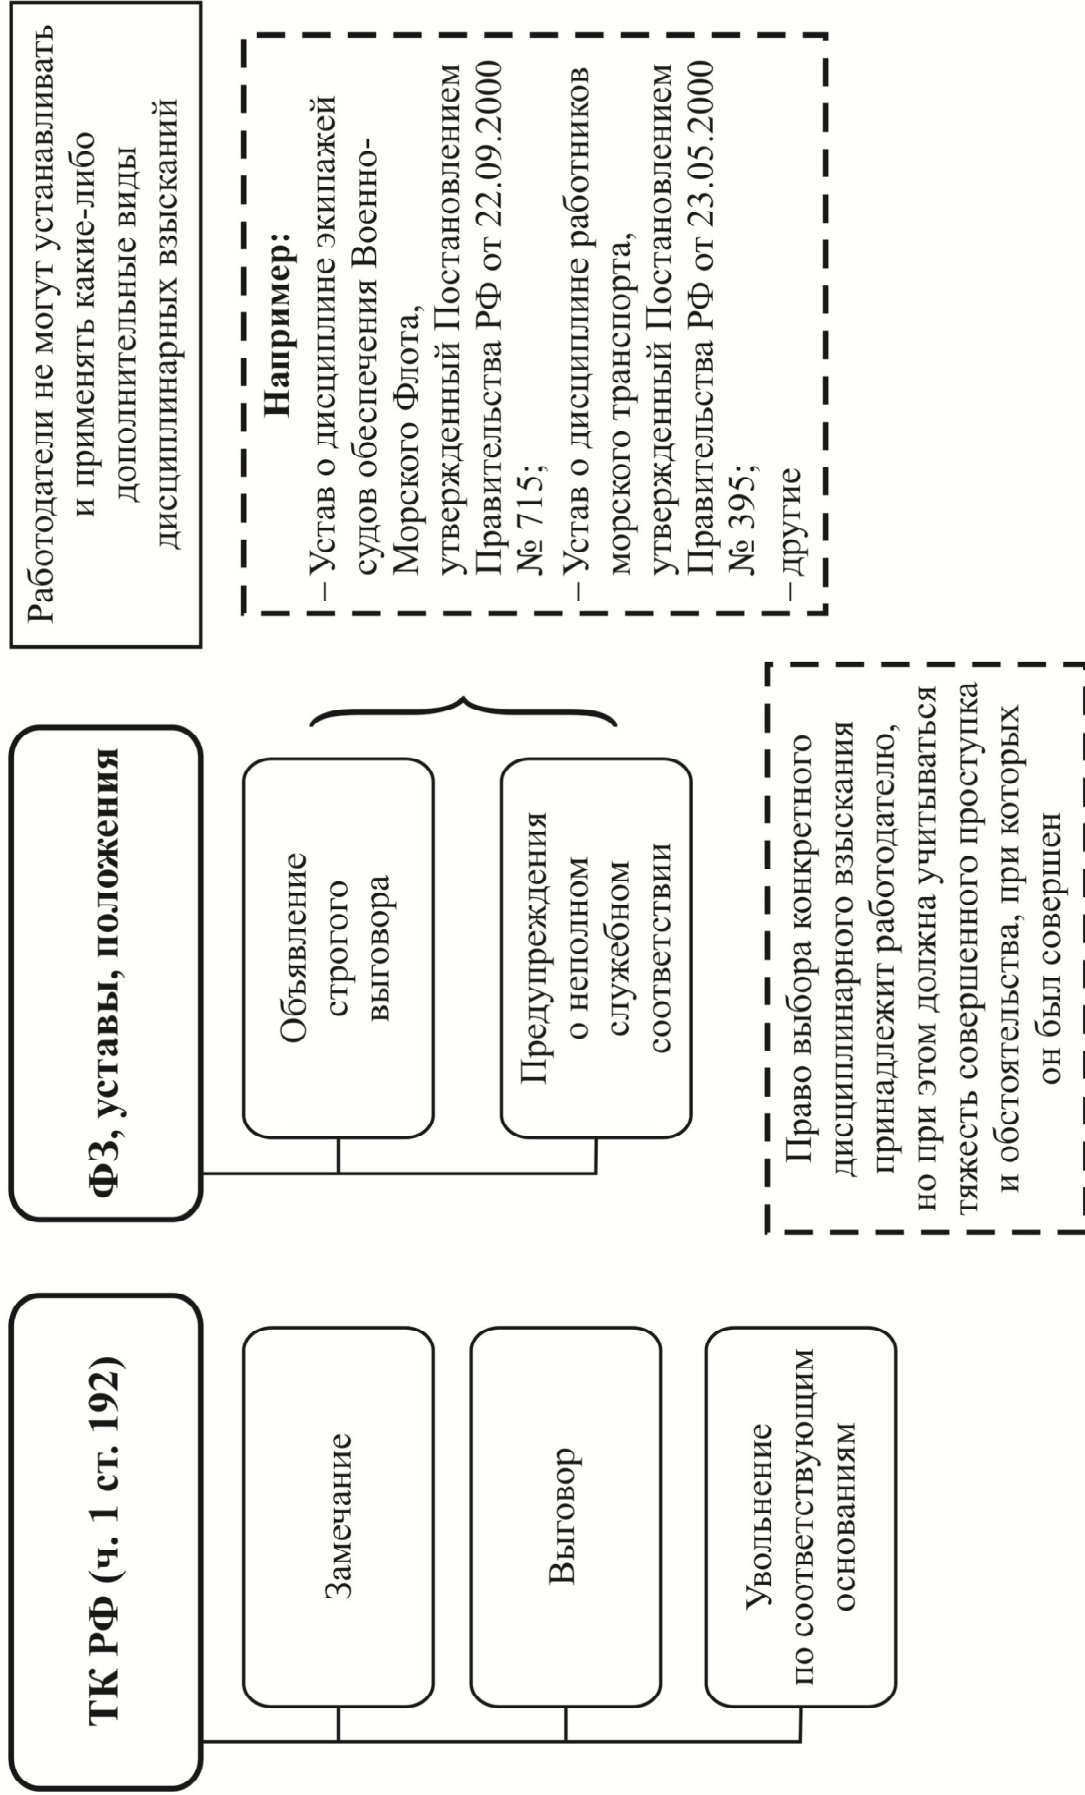 ТК РФ (ч. 1 ст. 192)
Замечание
Выговор
Увольнение
по соответствующим
основаниям
ФЗ, уставы, положения
Объявление
строгого
выговора
Предупреждения
о неполном
служебном
соответствии
Работодатели не могут устанавливать
и применять какие-либо
дополнительные виды
дисциплинарных взысканий
Например:
– Устав о дисциплине экипажей
судов обеспечения Военно-
Морского Флота,
утвержденный Постановлением
Правительства РФ от 22.09.2000
№ 715;
– Устав о дисциплине работников
морского транспорта,
утвержденный Постановлением
Правительства РФ от 23.05.2000
№ 395;
– другие
Право выбора конкретного
дисциплинарного взыскания
принадлежит работодателю,
но при этом должна учитываться
тяжесть совершенного проступка
и обстоятельства, при которых
он был совершен